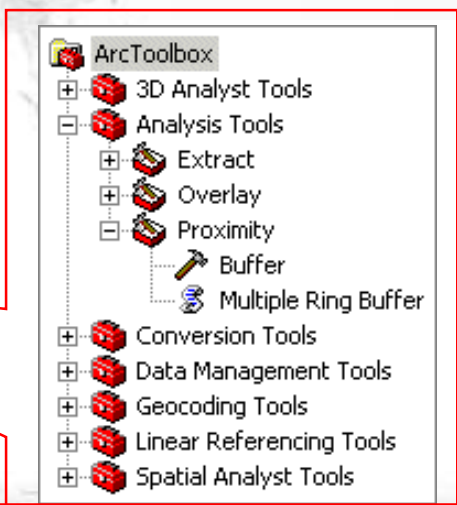 ArcToolbox
3D Analyst Tools
Analysis Tools
Extract
Overlay
Proximity
Buffer
Multiple Ring Buffer
Conversion Tools
Data Management Tools
Geocoding Tools
Linear Referencing Tools
Spatial Analyst Tools